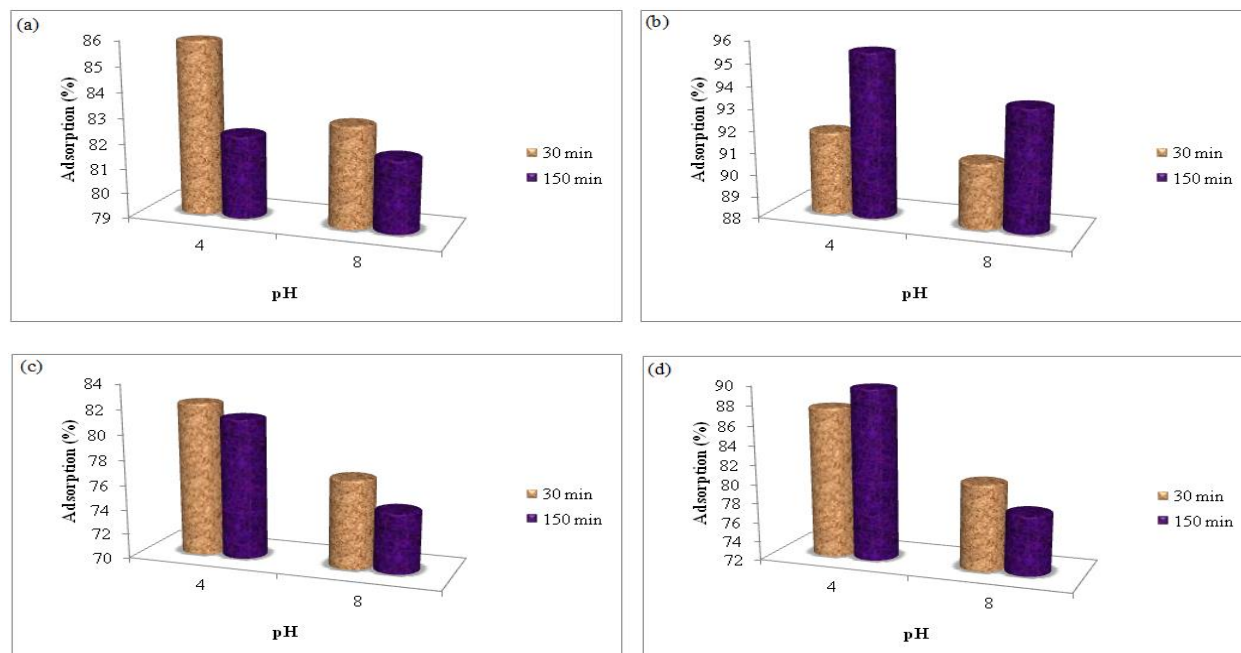 (a)
Adsorption (%)
86
85
84
83
82
81
80
79
4
8
pH
30 min
150 min
(b)
Adsorption (%)
96
95
94
93
92
91
90
89
88
4
8
pH
30 min
150 min
(c)
Adsorption (%)
84
82
80
78
76
74
72
70
4
8
pH
30 min
150 min
(d)
Adsorption (%)
90
88
86
84
82
80
78
76
74
72
4
8
pH
30 min
150 min